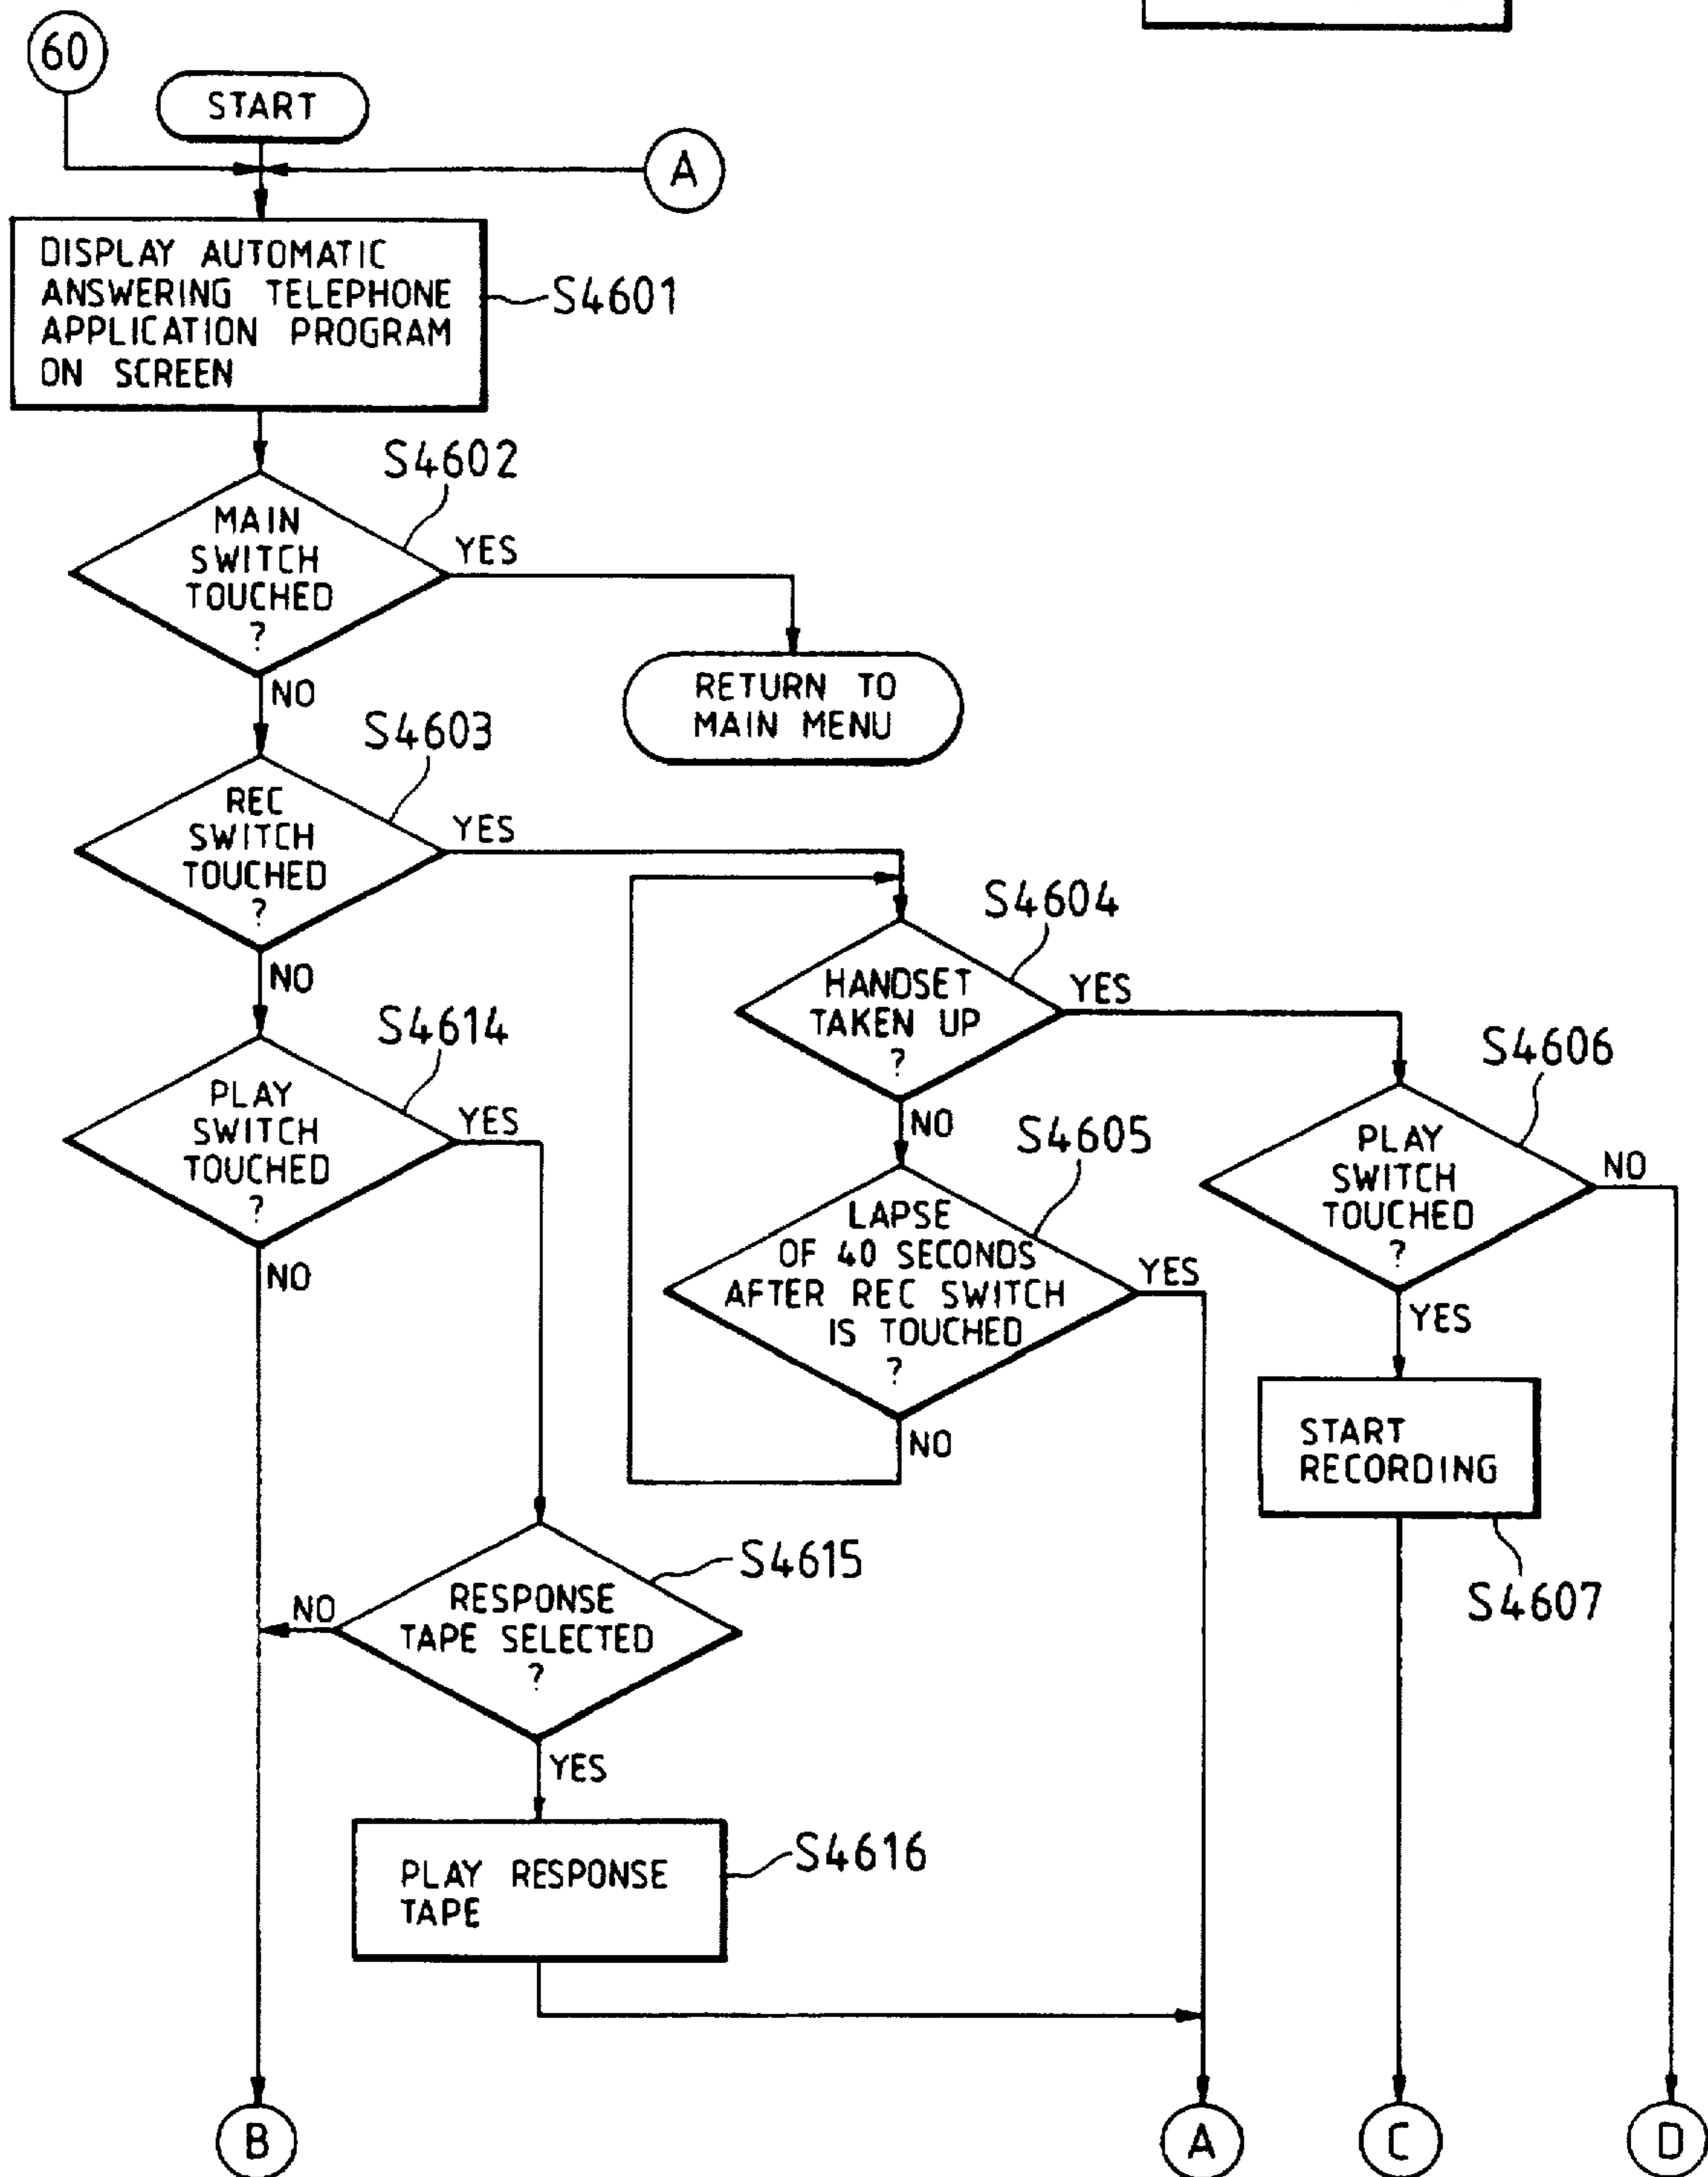 60
START
A
DISPLAY AUTOMATIC
ANSWERING TELEPHONE
APPLICATION PROGRAM
ON SCREEN
S4601
S4602
MAIN
SWITCH
TOUCHED
?
YES
NO
RETURN TO
MAIN MENU
S4603
REC
SWITCH
TOUCHED
?
YES
NO
S4604
HANDSET
TAKEN UP
?
YES
NO
S4614
PLAY
SWITCH
TOUCHED
?
YES
NO
S4605
LAPSE
OF 40 SECONDS
AFTER REC SWITCH
IS TOUCHED
?
YES
NO
S4606
PLAY
SWITCH
TOUCHED
?
NO
YES
START
RECORDING
S4607
S4615
RESPONSE
TAPE SELECTED
?
NO
YES
PLAY RESPONSE
TAPE
S4616
B
A
C
D